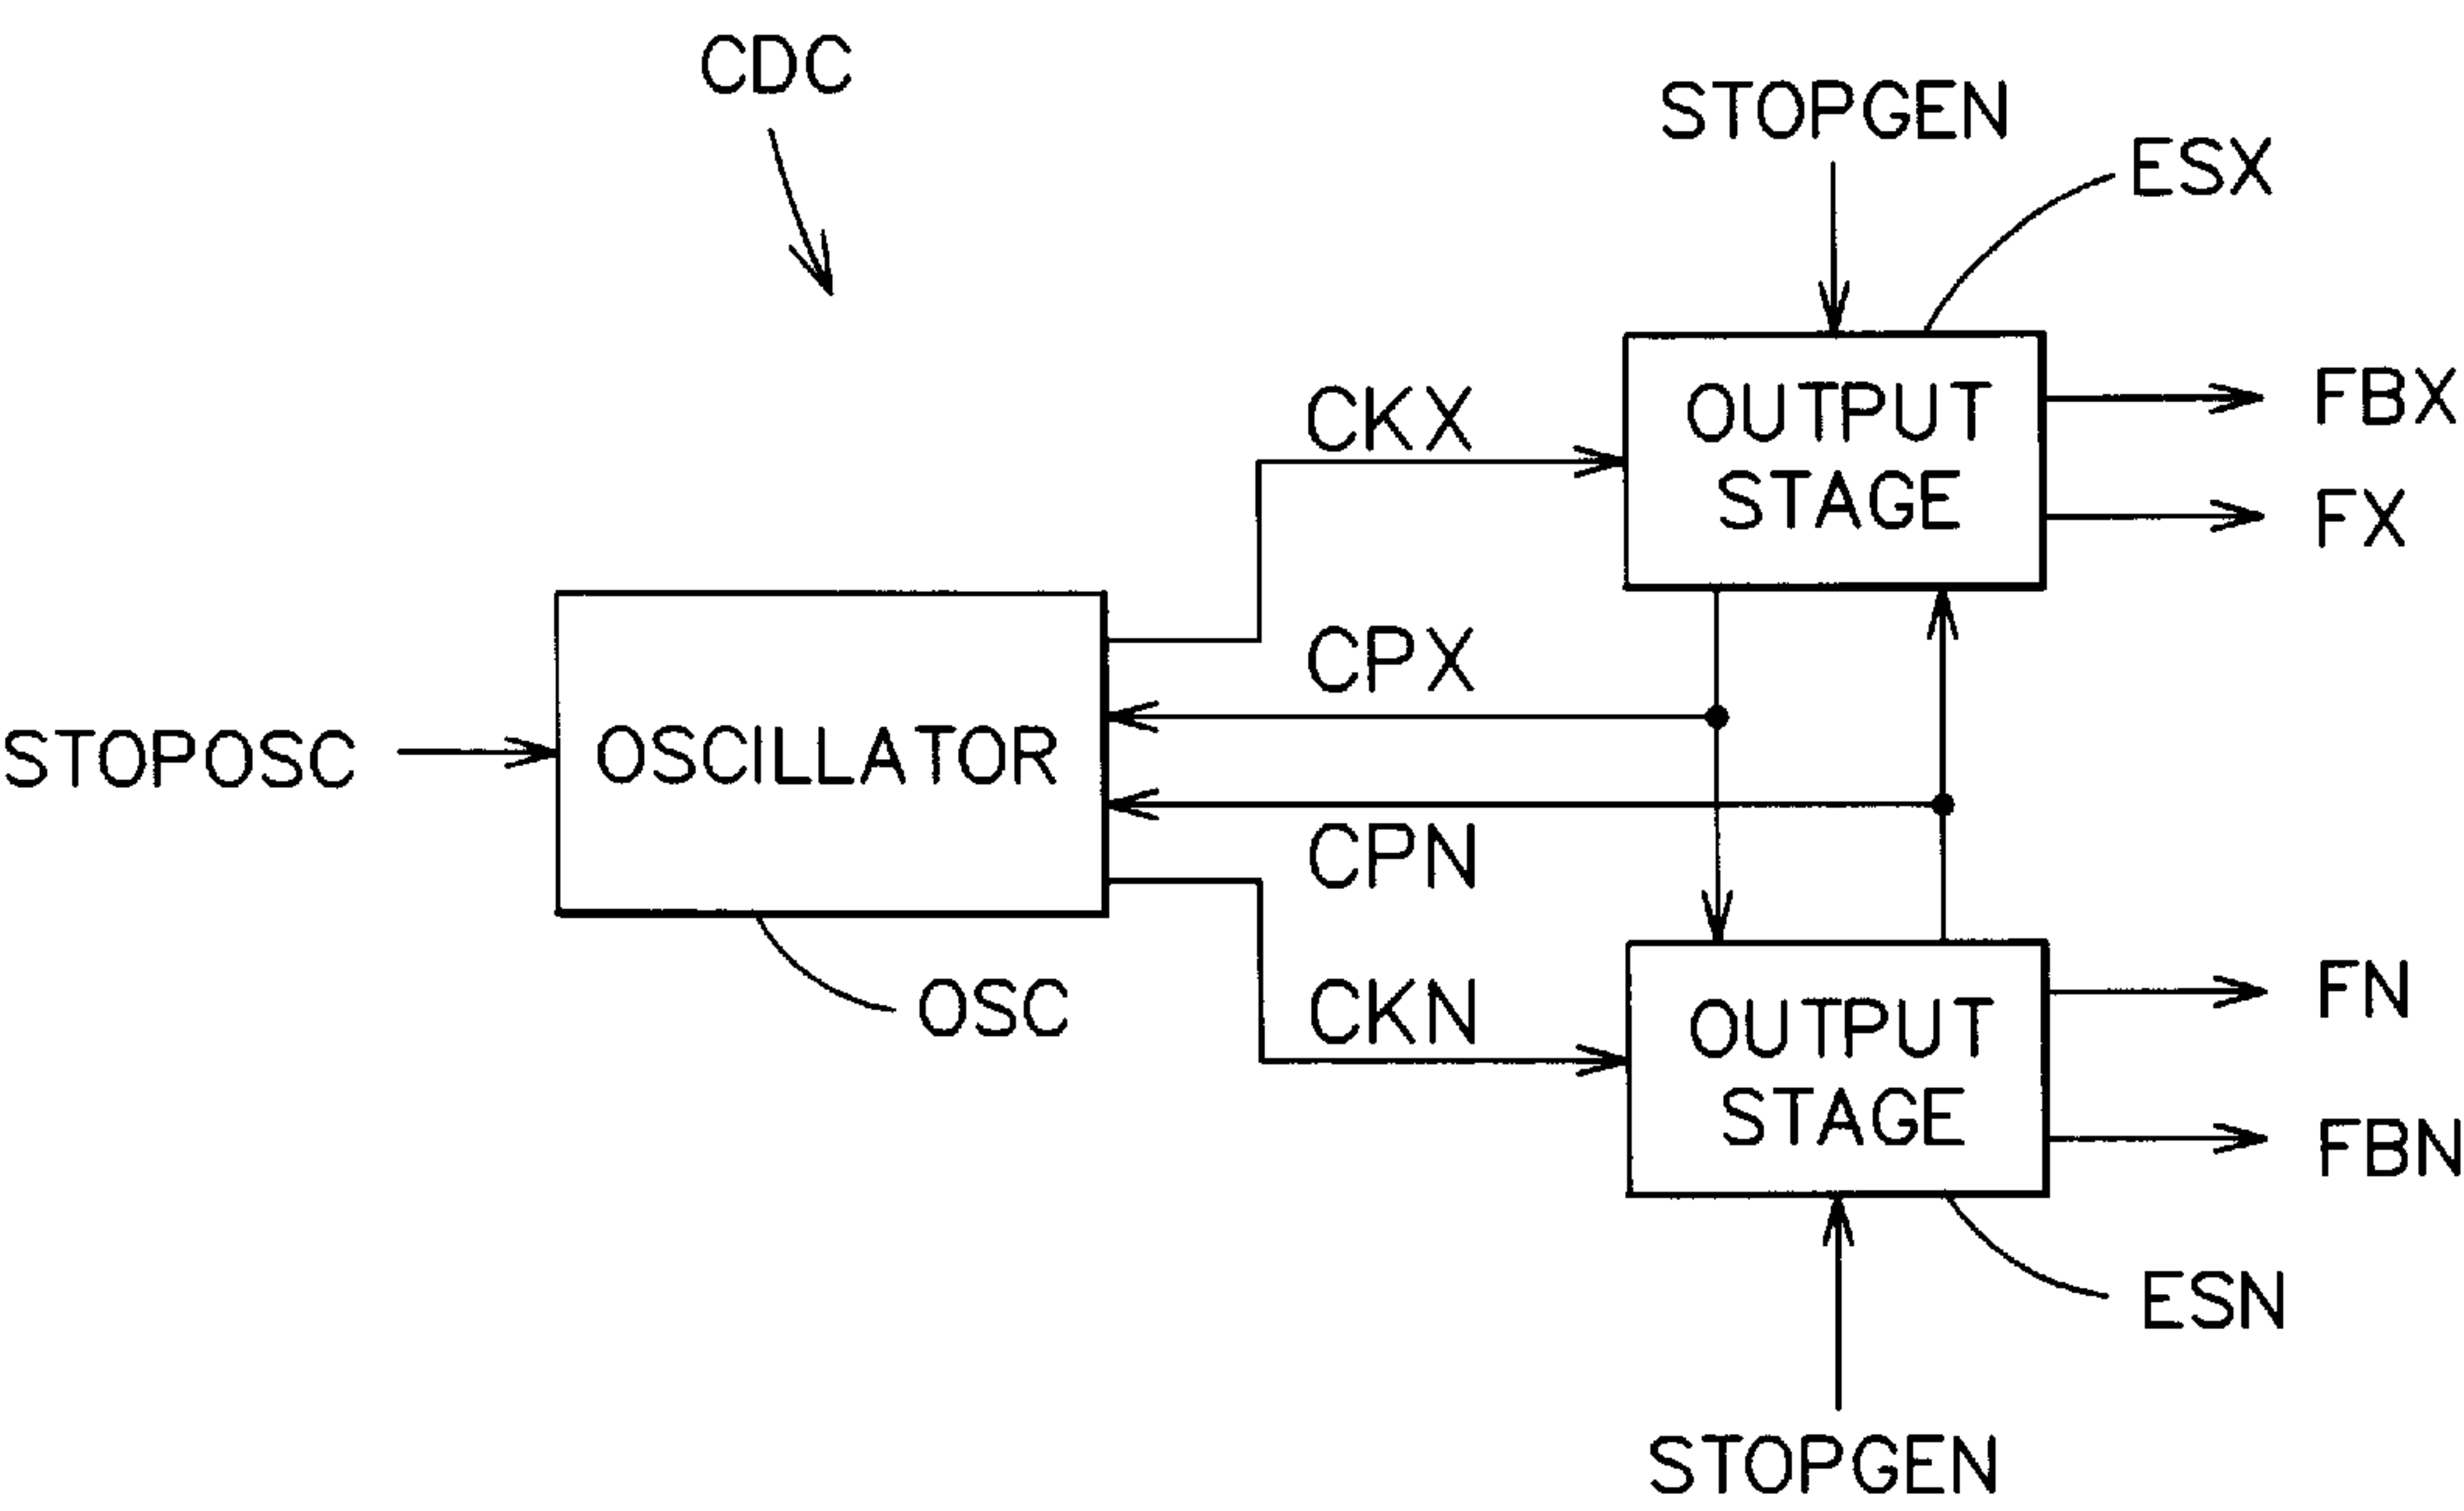 CDC
STOPGEN
ESX
CKX
OUTPUT
STAGE
FBX
FX
CPX
STOPOSC
OSCILLATOR
CPN
OSC
CKN
OUTPUT
STAGE
FN
FBN
ESN
STOPGEN